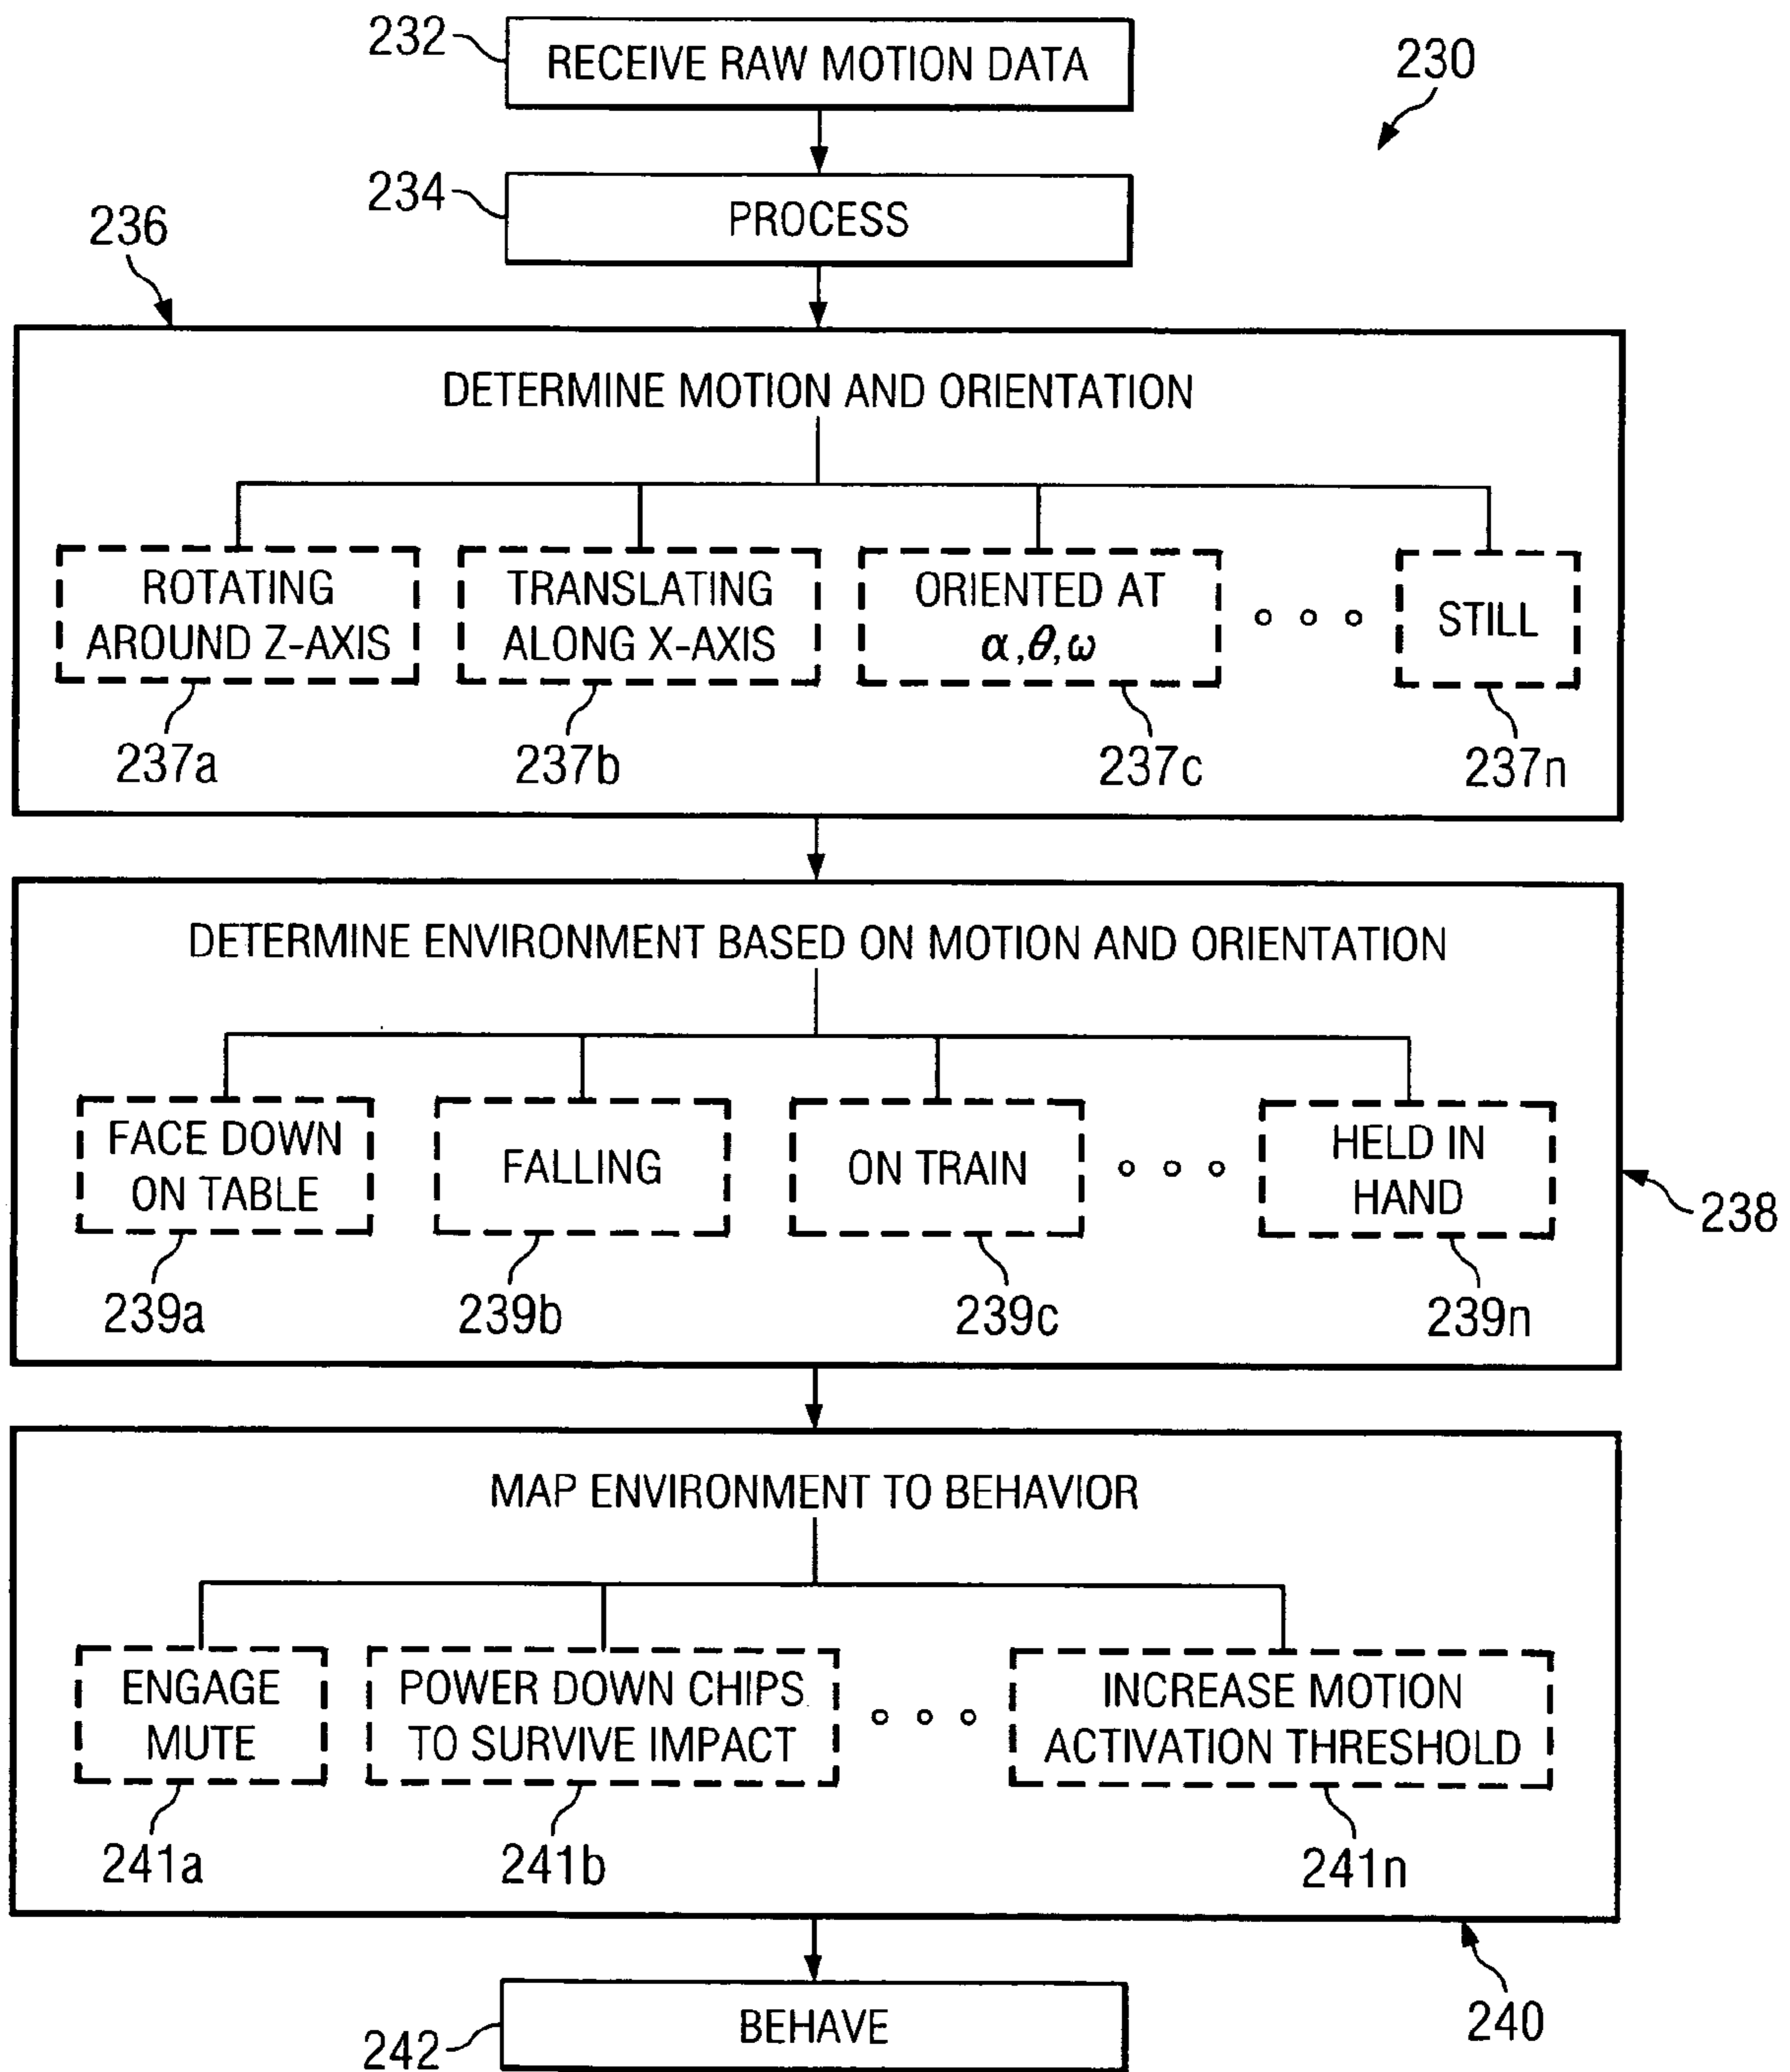 232
RECEIVE RAW MOTION DATA
230
234
PROCESS
236
DETERMINE MOTION AND ORIENTATION
ROTATING
AROUND Z-AXIS
TRANSLATING
ALONG X-AXIS
ORIENTED AT
α,θ,ω
STILL
237a
237b
237c
237n
DETERMINE ENVIRONMENT BASED ON MOTION AND ORIENTATION
FACE DOWN
ON TABLE
FALLING
ON TRAIN
HELD IN
HAND
238
239a
239b
239c
239n
MAP ENVIRONMENT TO BEHAVIOR
ENGAGE
MUTE
POWER DOWN CHIPS
TO SURVIVE IMPACT
INCREASE MOTION
ACTIVATION THRESHOLD
241a
241b
241n
240
242
BEHAVE